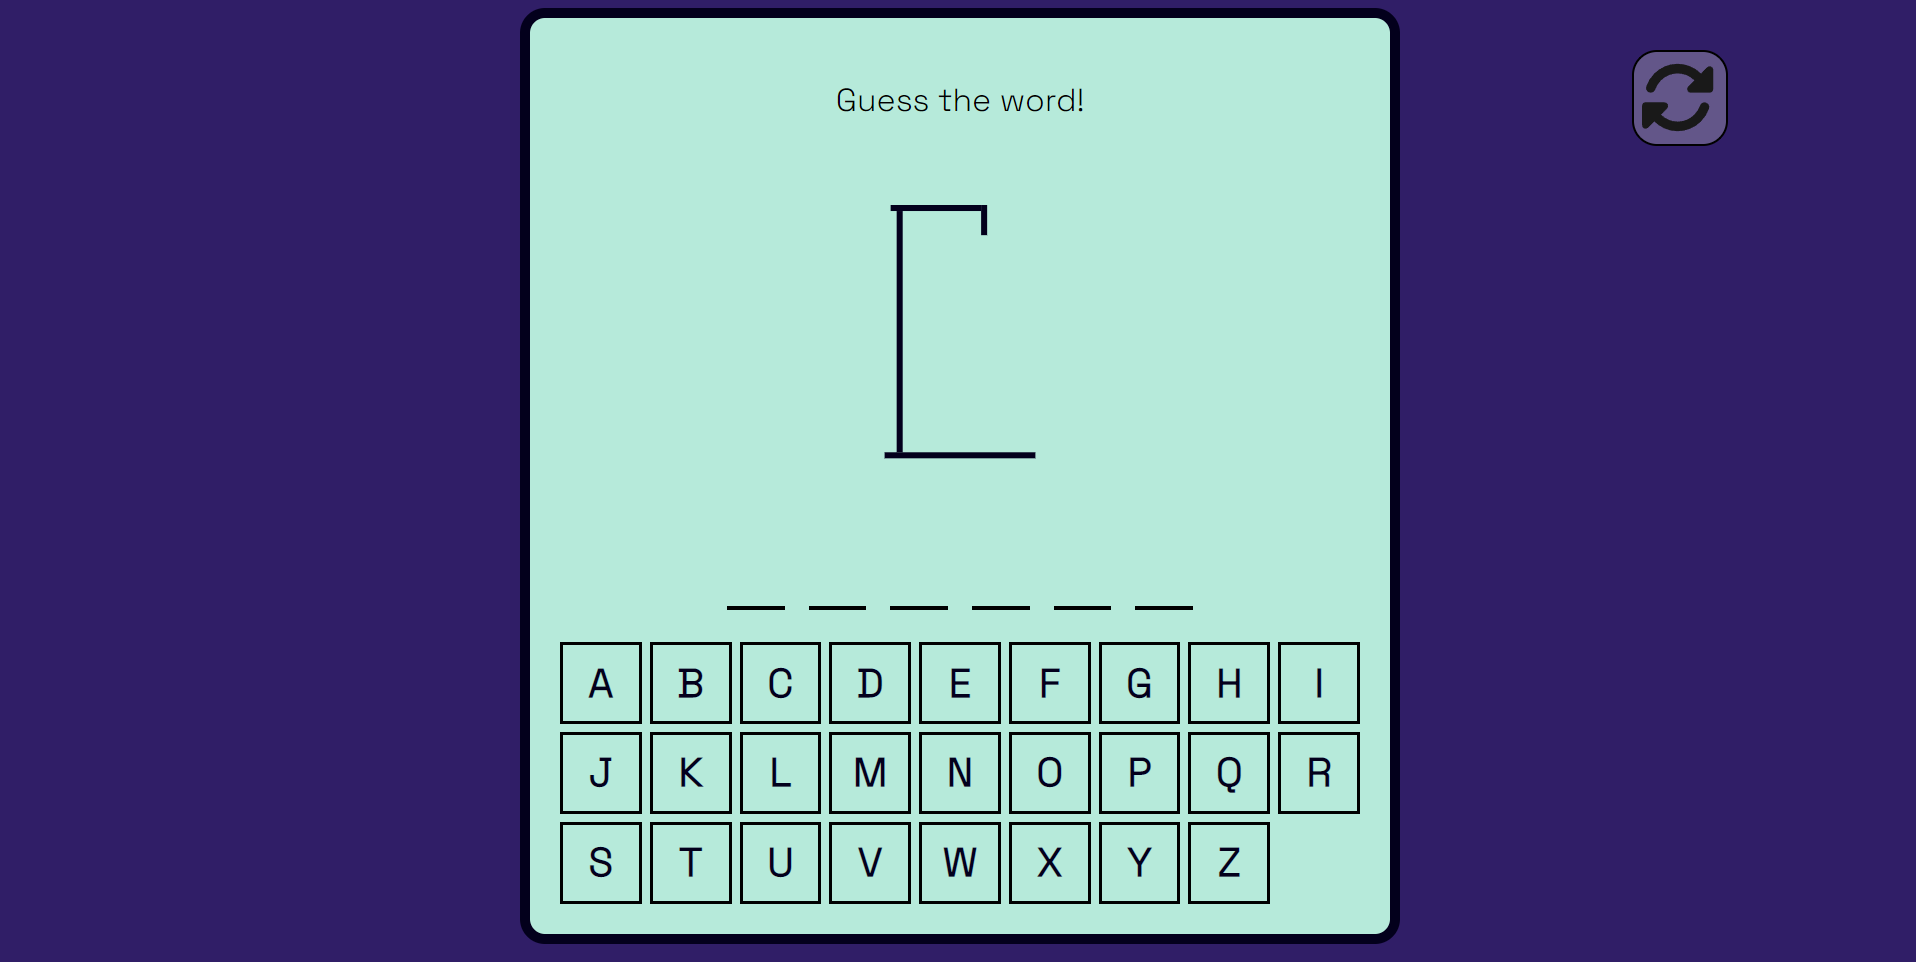 Guess the word!
A B C D E F G H I
J K L M N O P Q R
S T U V W X Y Z